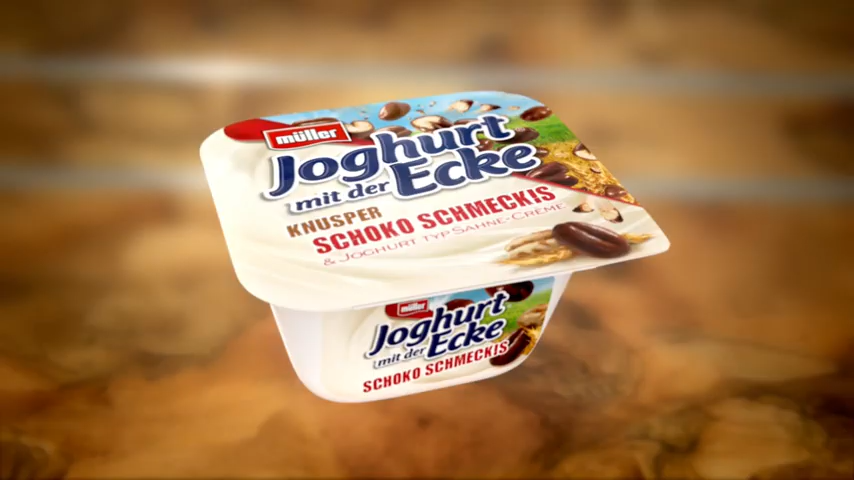 müller
Joghurt
mit der Ecke
KNUSPER
SCHOKO SCHMECKIS
& JOGHURT TYP SAHNE-CREME
müller
Joghurt
mit der Ecke
SCHOKO SCHMECKIS